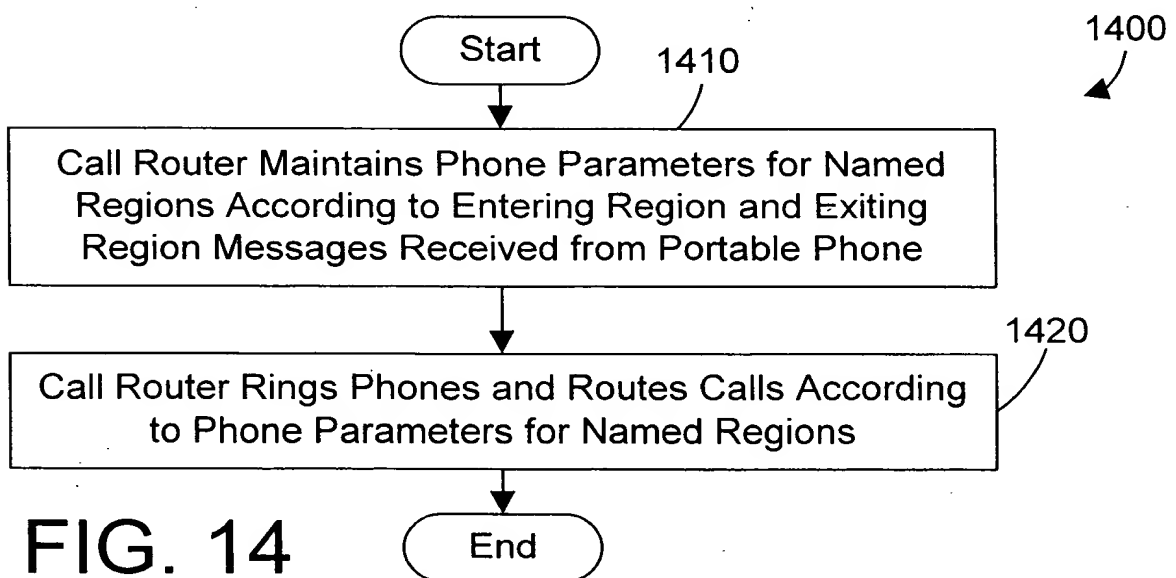 1400
Start
1410
Call Router Maintains Phone Parameters for Named
Regions According to Entering Region and Exiting
Region Messages Received from Portable Phone
1420
Call Router Rings Phones and Routes Calls According
to Phone Parameters for Named Regions
End
FIG. 14